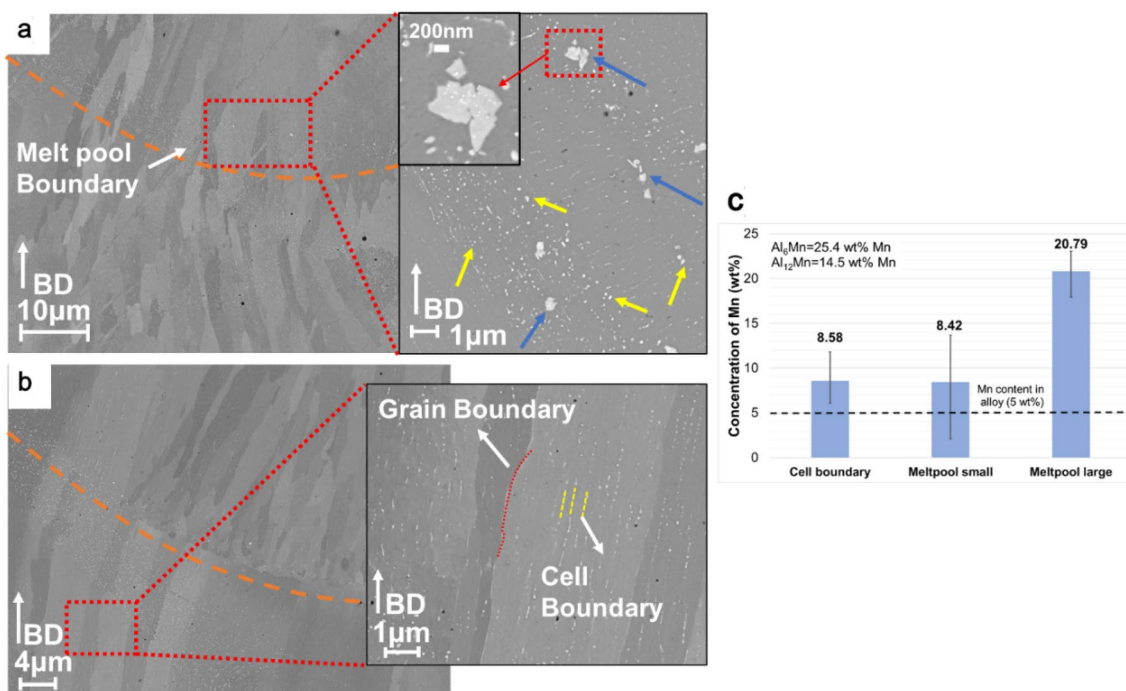 a
Melt pool
Boundary
BD
10μm
200nm
BD
1μm
b
BD
4μm
Grain Boundary
Cell
Boundary
BD
1μm
c
Concentration of Mn (wt%)
25
20
15
10
5
0
Al₆Mn=25.4 wt% Mn
Al₁₂Mn=14.5 wt% Mn
8.58
8.42
20.79
Mn content in
alloy (5 wt%)
Cell boundary
Meltpool small
Meltpool large